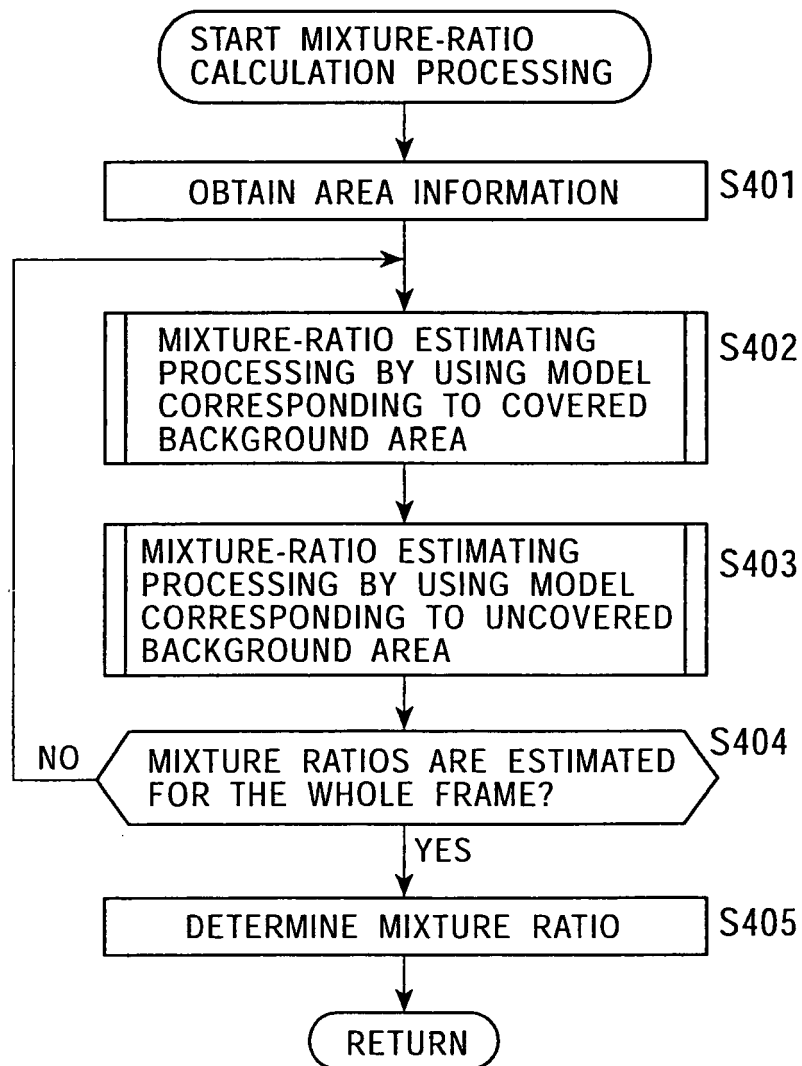 START MIXTURE-RATIO
CALCULATION PROCESSING
OBTAIN AREA INFORMATION
S401
MIXTURE-RATIO ESTIMATING
PROCESSING BY USING MODEL
CORRESPONDING TO COVERED
BACKGROUND AREA
S402
MIXTURE-RATIO ESTIMATING
PROCESSING BY USING MODEL
CORRESPONDING TO UNCOVERED
BACKGROUND AREA
S403
NO
MIXTURE RATIOS ARE ESTIMATED
FOR THE WHOLE FRAME?
S404
YES
DETERMINE MIXTURE RATIO
S405
RETURN